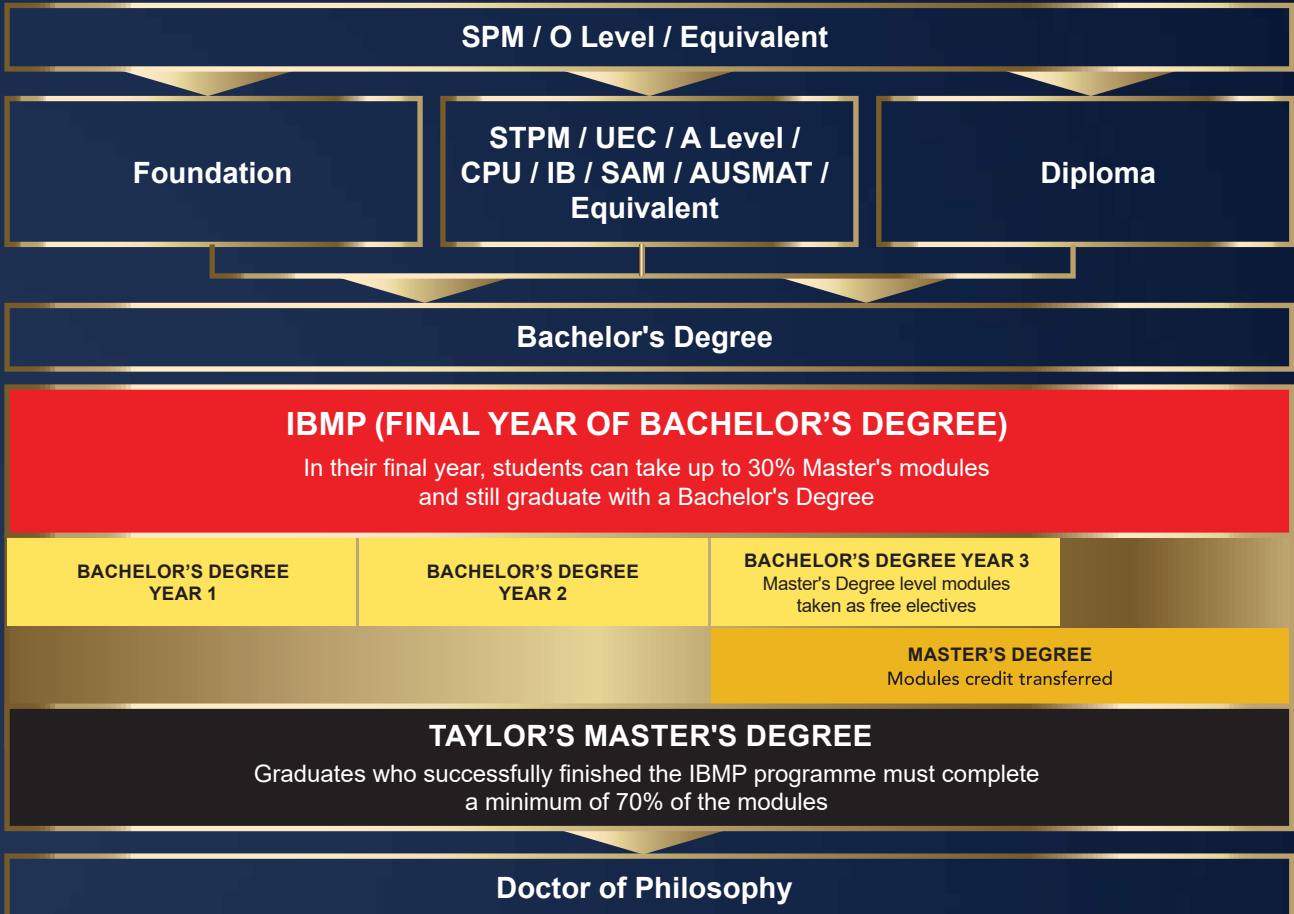 SPM / O Level / Equivalent
Foundation
STPM / UEC / A Level /
CPU / IB / SAM / AUSMAT /
Equivalent
Diploma
Bachelor's Degree
IBMP (FINAL YEAR OF BACHELOR’S DEGREE)
In their final year, students can take up to 30% Master's modules
and still graduate with a Bachelor's Degree
BACHELOR’S DEGREE
YEAR 1
BACHELOR’S DEGREE
YEAR 2
BACHELOR’S DEGREE YEAR 3
Master's Degree level modules
taken as free electives
MASTER’S DEGREE
Modules credit transferred
TAYLOR’S MASTER'S DEGREE
Graduates who successfully finished the IBMP programme must complete
a minimum of 70% of the modules
Doctor of Philosophy